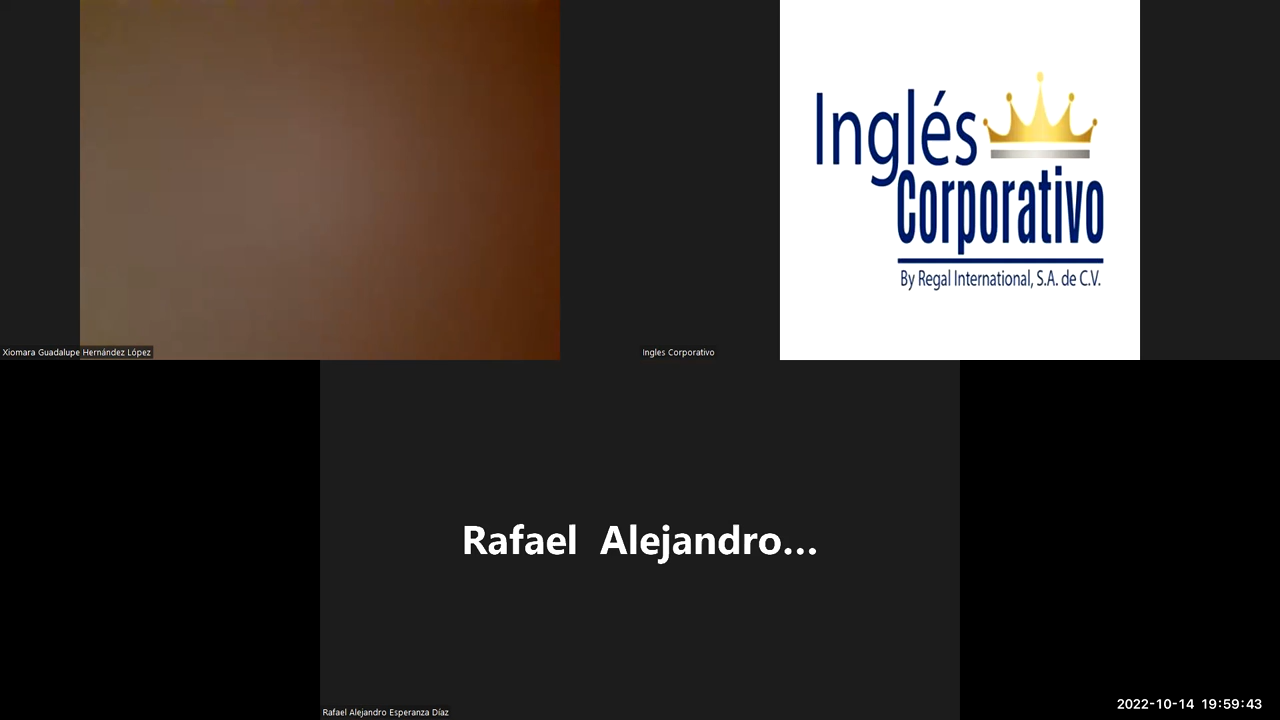 Inglés
Corporativo
By Regal International, S.A. de C.V.
Xiomara Guadalupe Hernández López
Ingles Corporativo
Rafael Alejandro...
Rafael Alejandro Esperanza Díaz
2022-10-14 19:59:43